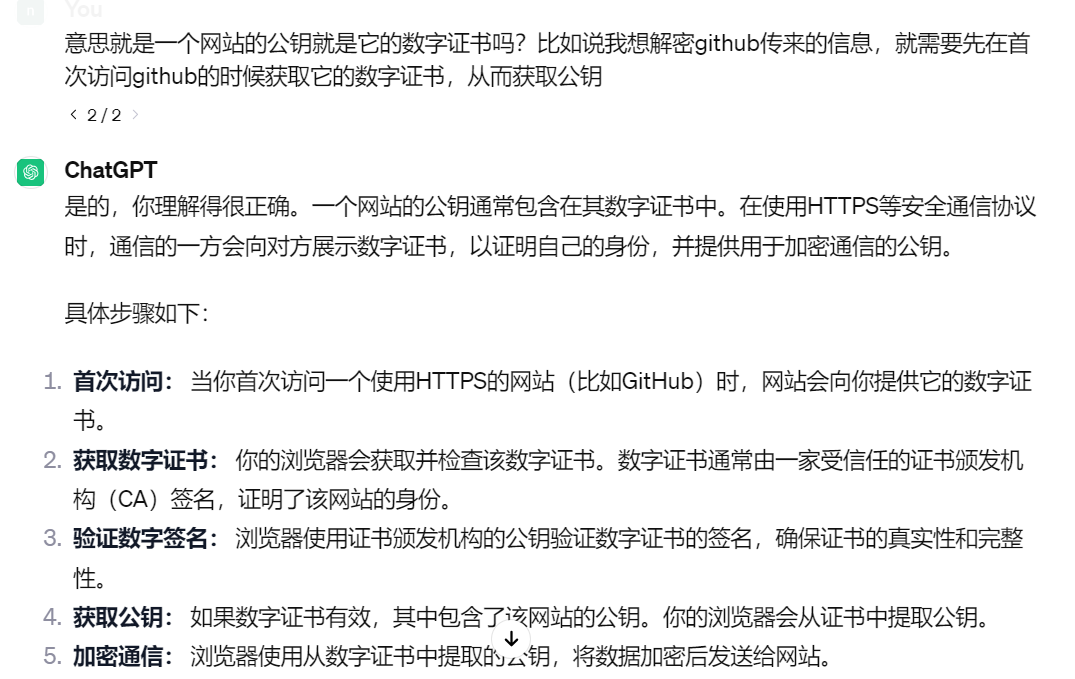 n You
意思就是一个网站的公钥就是它的数字证书吗？比如说我想解密github传来的信息，就需要先在首
次访问github的时候获取它的数字证书，从而获取公钥
2 / 2
ChatGPT
是的，你理解得很正确。一个网站的公钥通常包含在其数字证书中。在使用HTTPS等安全通信协议
时，通信的一方会向对方展示数字证书，以证明自己的身份，并提供用于加密通信的公钥。
具体步骤如下：
1. 首次访问： 当你首次访问一个使用HTTPS的网站（比如GitHub）时，网站会向你提供它的数字证
书。
2. 获取数字证书： 你的浏览器会获取并检查该数字证书。数字证书通常由一家受信任的证书颁发机
构（CA）签名，证明了该网站的身份。
3. 验证数字签名： 浏览器使用证书颁发机构的公钥验证数字证书的签名，确保证书的真实性和完整
性。
4. 获取公钥： 如果数字证书有效，其中包含了该网站的公钥。你的浏览器会从证书中提取公钥。
5. 加密通信： 浏览器使用从数字证书中提取的公钥，将数据加密后发送给网站。